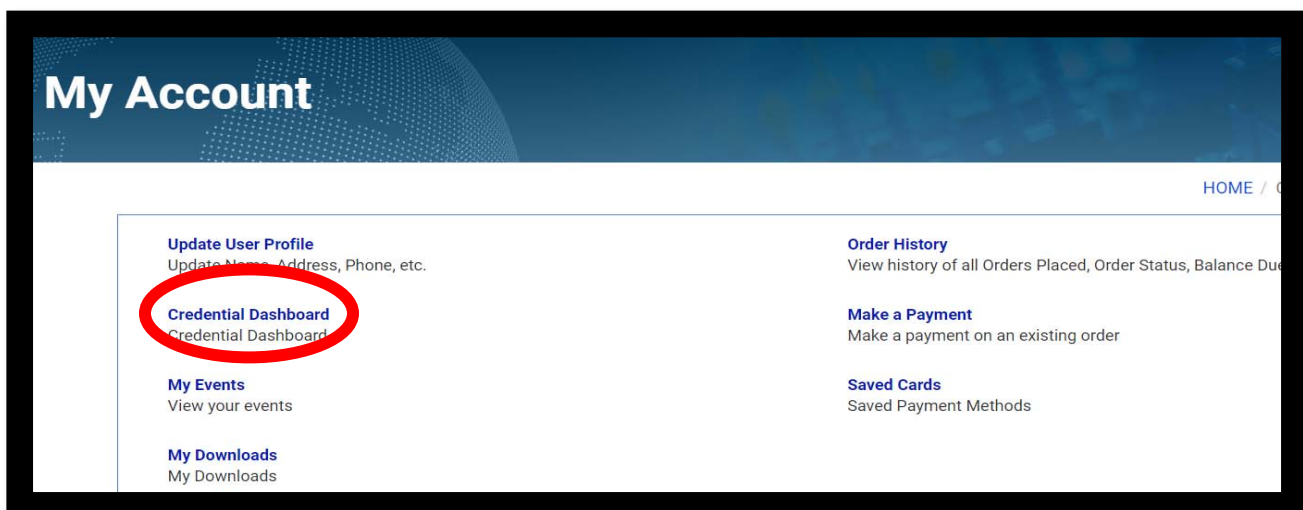 My Account
HOME /
Update User Profile
Update Name, Address, Phone, etc.
Credential Dashboard
Credential Dashboard
My Events
View your events
My Downloads
My Downloads
Order History
View history of all Orders Placed, Order Status, Balance Due
Make a Payment
Make a payment on an existing order
Saved Cards
Saved Payment Methods